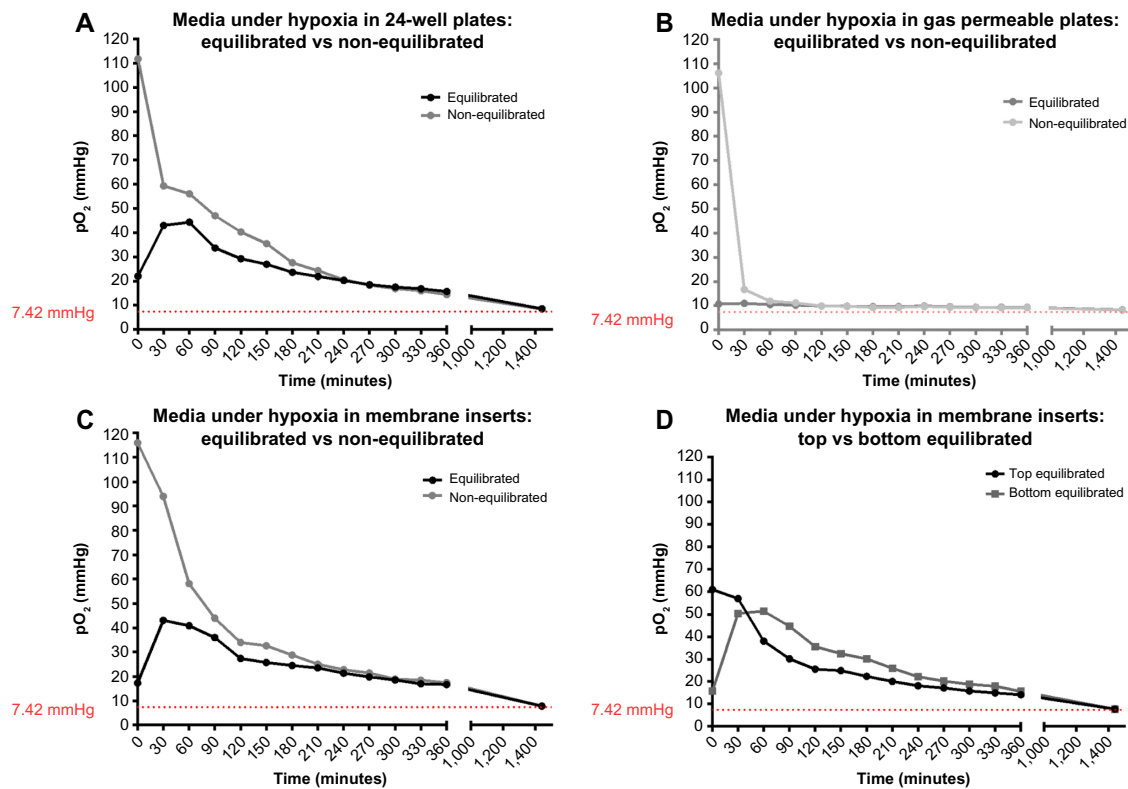 A
Media under hypoxia in 24-well plates:
equilibrated vs non-equilibrated
120
110
100
90
80
70
60
50
40
30
20
10
0
pO2 (mmHg)
7.42 mmHg
Equilibrated
Non-equilibrated
0 30 60 90 120 150 180 210 240 270 300 330 360 1,000 1,200 1,400
Time (minutes)
B
Media under hypoxia in gas permeable plates:
equilibrated vs non-equilibrated
120
110
100
90
80
70
60
50
40
30
20
10
0
pO2 (mmHg)
7.42 mmHg
Equilibrated
Non-equilibrated
0 30 60 90 120 150 180 210 240 270 300 330 360 1,000 1,200 1,400
Time (minutes)
C
Media under hypoxia in membrane inserts:
equilibrated vs non-equilibrated
120
110
100
90
80
70
60
50
40
30
20
10
0
pO2 (mmHg)
7.42 mmHg
Equilibrated
Non-equilibrated
0 30 60 90 120 150 180 210 240 270 300 330 360 1,000 1,200 1,400
Time (minutes)
D
Media under hypoxia in membrane inserts:
top vs bottom equilibrated
120
110
100
90
80
70
60
50
40
30
20
10
0
pO2 (mmHg)
7.42 mmHg
Top equilibrated
Bottom equilibrated
0 30 60 90 120 150 180 210 240 270 300 330 360 1,000 1,200 1,400
Time (minutes)